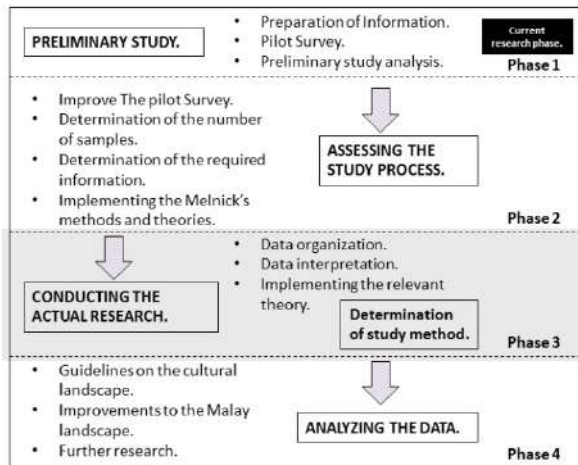 PRELIMINARY STUDY.
• Preparation of Information.
• Pilot Survey.
• Preliminary study analysis.
Current
research phase.
Phase 1
• Improve The pilot Survey.
• Determination of the number
of samples.
• Determination of the required
information.
• Implementing the Melnick's
methods and theories.
ASSESSING THE
STUDY PROCESS.
Phase 2
CONDUCTING THE
ACTUAL RESEARCH.
• Data organization.
• Data interpretation.
• Implementing the relevant
theory.
Determination
of study method.
Phase 3
• Guidelines on the cultural
landscape.
• Improvements to the Malay
landscape.
• Further research.
ANALYZING THE DATA.
Phase 4